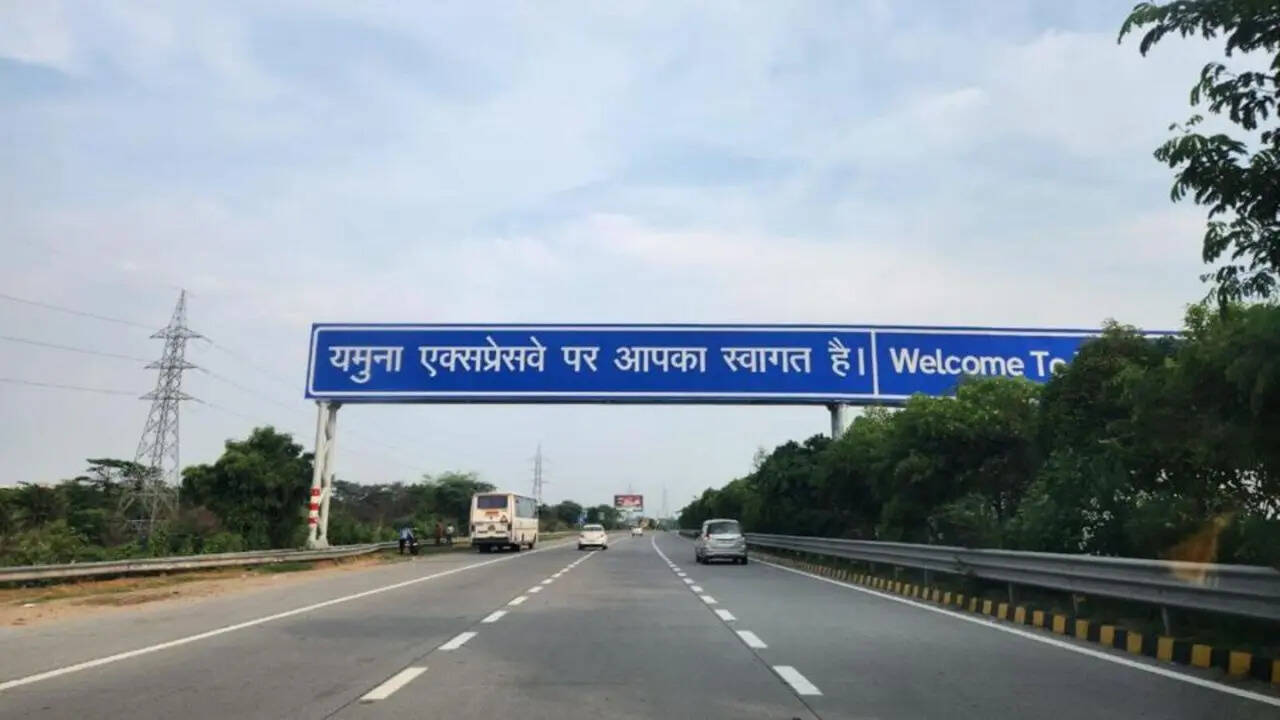 यमुना एक्सप्रेसवे पर आपका स्वागत है।
Welcome To